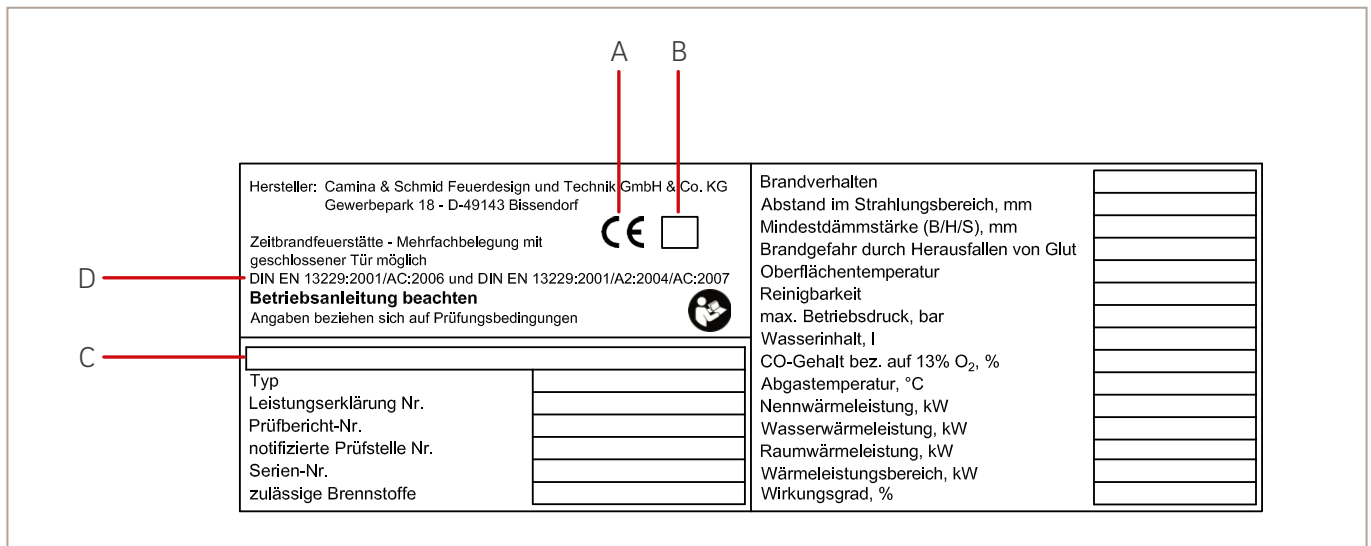 A B
Hersteller: Camina & Schmid Feuerdesign und Technik GmbH & Co. KG
Gewerbepark 18 - D-49143 Bissendorf
CE
Zeitbrandfeuerstätte - Mehrfachbelegung mit
geschlossener Tür möglich
D
DIN EN 13229:2001/AC:2006 und DIN EN 13229:2001/A2:2004/AC:2007
Betriebsanleitung beachten
Angaben beziehen sich auf Prüfungsbedingungen
C
Typ
Leistungserklärung Nr.
Prüfbericht-Nr.
notifizierte Prüfstelle Nr.
Serien-Nr.
zulässige Brennstoffe
Brandverhalten
Abstand im Strahlungsbereich, mm
Mindestdämmstärke (B/H/S), mm
Brandgefahr durch Herausfallen von Glut
Oberflächentemperatur
Reinigbarkeit
max. Betriebsdruck, bar
Wasserinhalt, l
CO-Gehalt bez. auf 13% O₂, %
Abgastemperatur, °C
Nennwärmeleistung, kW
Wasserwärmeleistung, kW
Raumwärmeleistung, kW
Wärmeleistungsbereich, kW
Wirkungsgrad, %